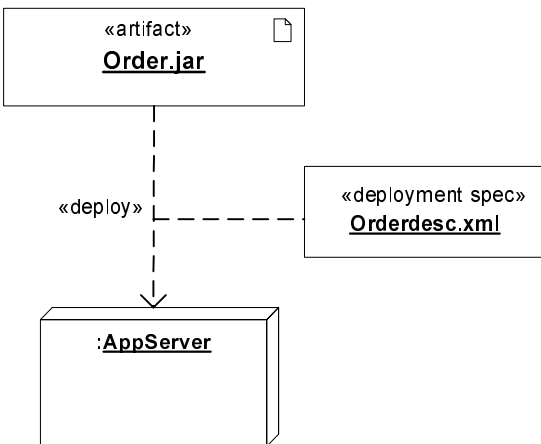 «artifact»
Order.jar
«deploy»
«deployment spec»
Orderdesc.xml
:AppServer